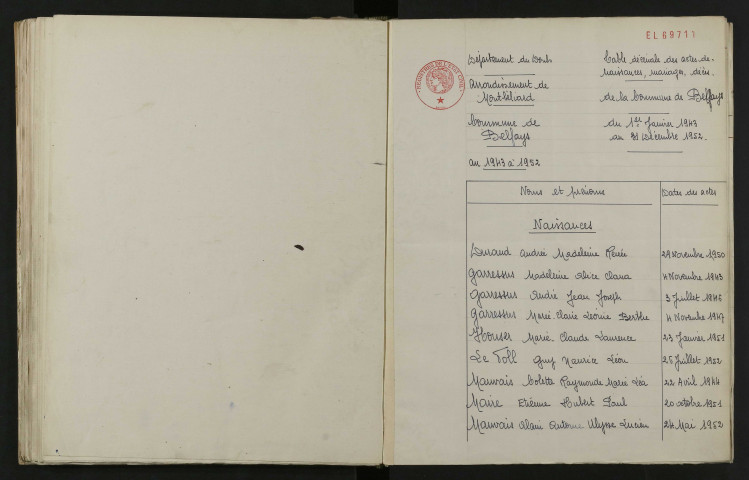 EL 69711
Département du Doubs
Arrondissement de
Montbéliard
Commune de
Belfays
an 1943 à 1952
Table décennale des actes de
naissances, mariages, décès
de la Commune de Belfays
du 1er Janvier 1943
au 31 Décembre 1952.
Noms et prénoms Dates des actes
Naissances
Durand Andrée Madeleine Renée 29 Novembre 1950
Garressus Madeleine Alice Clara 4 Novembre 1943
Garressus André Jean Joseph 3 Juillet 1945
Garressus Marie-Claire Léonie Berthe 4 Novembre 1947
Houser Marie-Claude Laurence 23 Janvier 1951
Le Toll Guy Maurice Léon 25 Juillet 1952
Mauvais Colette Raymonde Marie Léa 22 Avril 1944
Maire Etienne Hubert Paul 20 octobre 1951
Mauvais Alain Antoine Ulysse Lucien 24 Mai 1952